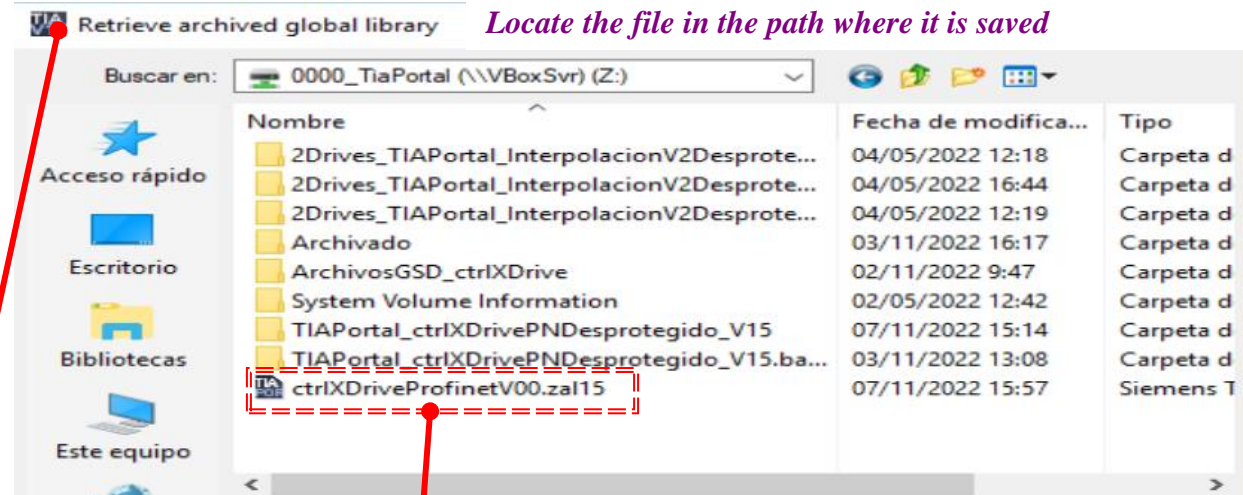 Retrieve archived global library
Locate the file in the path where it is saved
Buscar en: 0000_TiaPortal (\\VBoxSvr) (Z:)
Nombre Fecha de modifica... Tipo
2Drives_TIAPortal_InterpolacionV2Desprote... 04/05/2022 12:18 Carpeta d
2Drives_TIAPortal_InterpolacionV2Desprote... 04/05/2022 16:44 Carpeta d
2Drives_TIAPortal_InterpolacionV2Desprote... 04/05/2022 12:19 Carpeta d
Archivado 03/11/2022 16:17 Carpeta d
ArchivosGSD_ctrlXDrive 02/11/2022 9:47 Carpeta d
System Volume Information 02/05/2022 12:42 Carpeta d
TIAPortal_ctrlXDrivePNDesprotegido_V15 07/11/2022 15:14 Carpeta d
TIAPortal_ctrlXDrivePNDesprotegido_V15.ba... 03/11/2022 13:08 Carpeta d
ctrlXDriveProfinetV00.zal15 07/11/2022 15:57 Siemens T
Acceso rápido
Escritorio
Bibliotecas
Este equipo